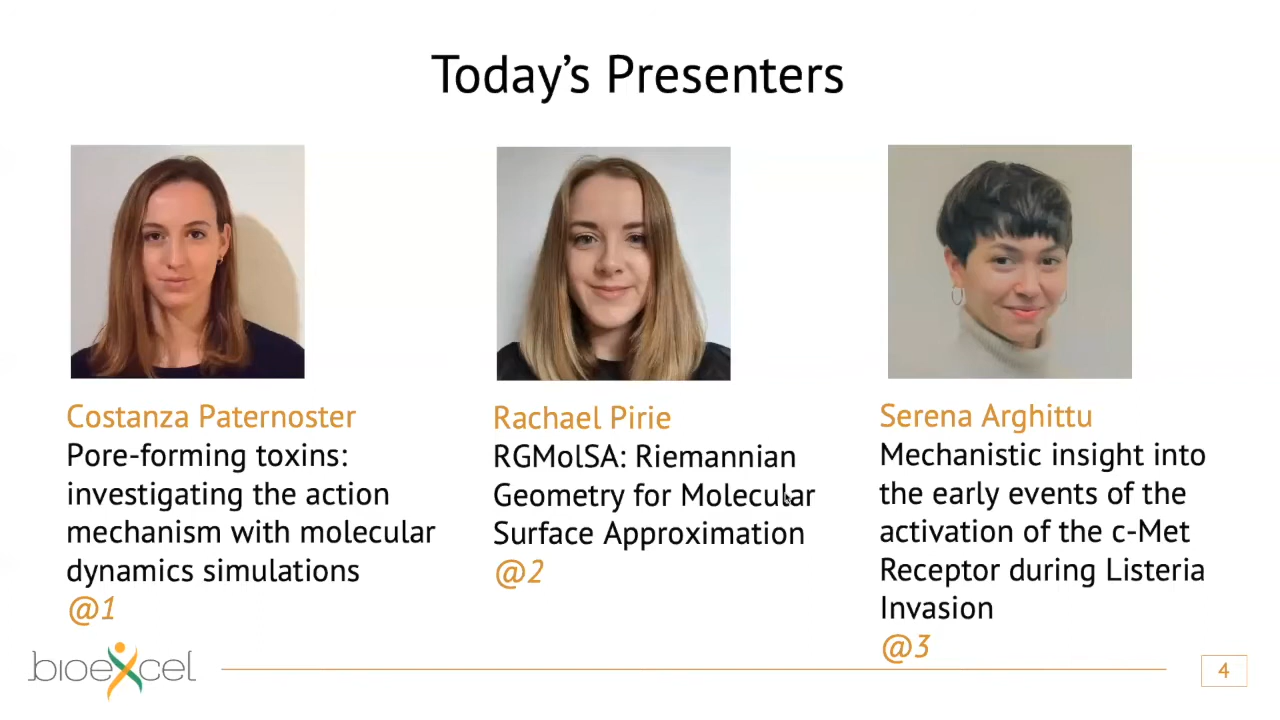 Today's Presenters
Costanza Paternoster
Pore-forming toxins:
investigating the action
mechanism with molecular
dynamics simulations
@1
Rachael Pirie
RGMolSA: Riemannian
Geometry for Molecular
Surface Approximation
@2
Serena Arghittu
Mechanistic insight into
the early events of the
activation of the c-Met
Receptor during Listeria
Invasion
@3
bioexcel
4